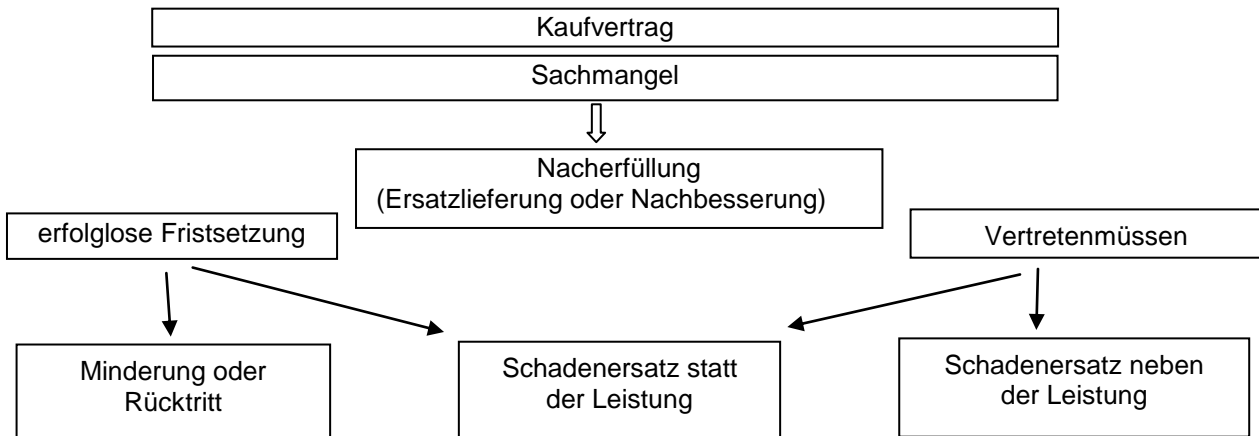 Kaufvertrag
Sachmangel
Nacherfüllung
(Ersatzlieferung oder Nachbesserung)
erfolglose Fristsetzung
Vertretenmüssen
Minderung oder
Rücktritt
Schadenersatz statt
der Leistung
Schadenersatz neben
der Leistung